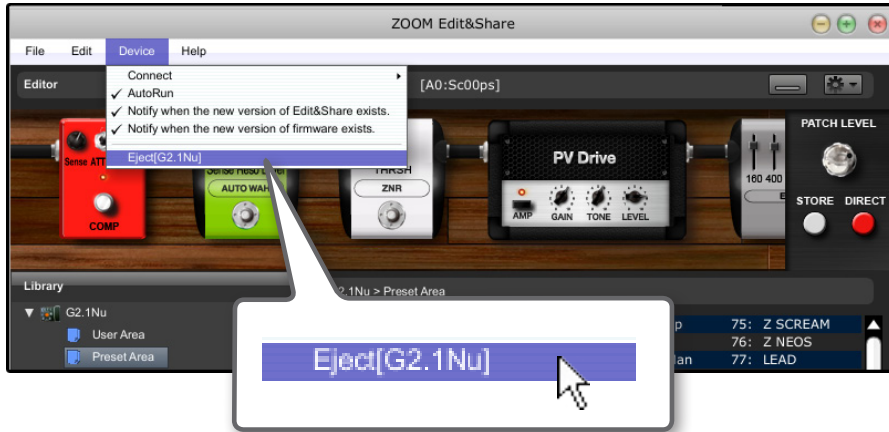 ZOOM Edit&Share
File Edit Device Help
Connect
AutoRun
Notify when the new version of Edit&Share exists.
Notify when the new version of firmware exists.
Eject[G2.1Nu]
Editor
[A0:Sc00ps]
Sense ATT
COMP
AUTO WAH
THRSH
ZNR
PV Drive
AMP GAIN TONE LEVEL
160 400
PATCH LEVEL
STORE DIRECT
Library
G2.1Nu
User Area
Preset Area
2.1Nu > Preset Area
75: Z SCREAM
76: Z NEOS
77: LEAD
Eject[G2.1Nu]